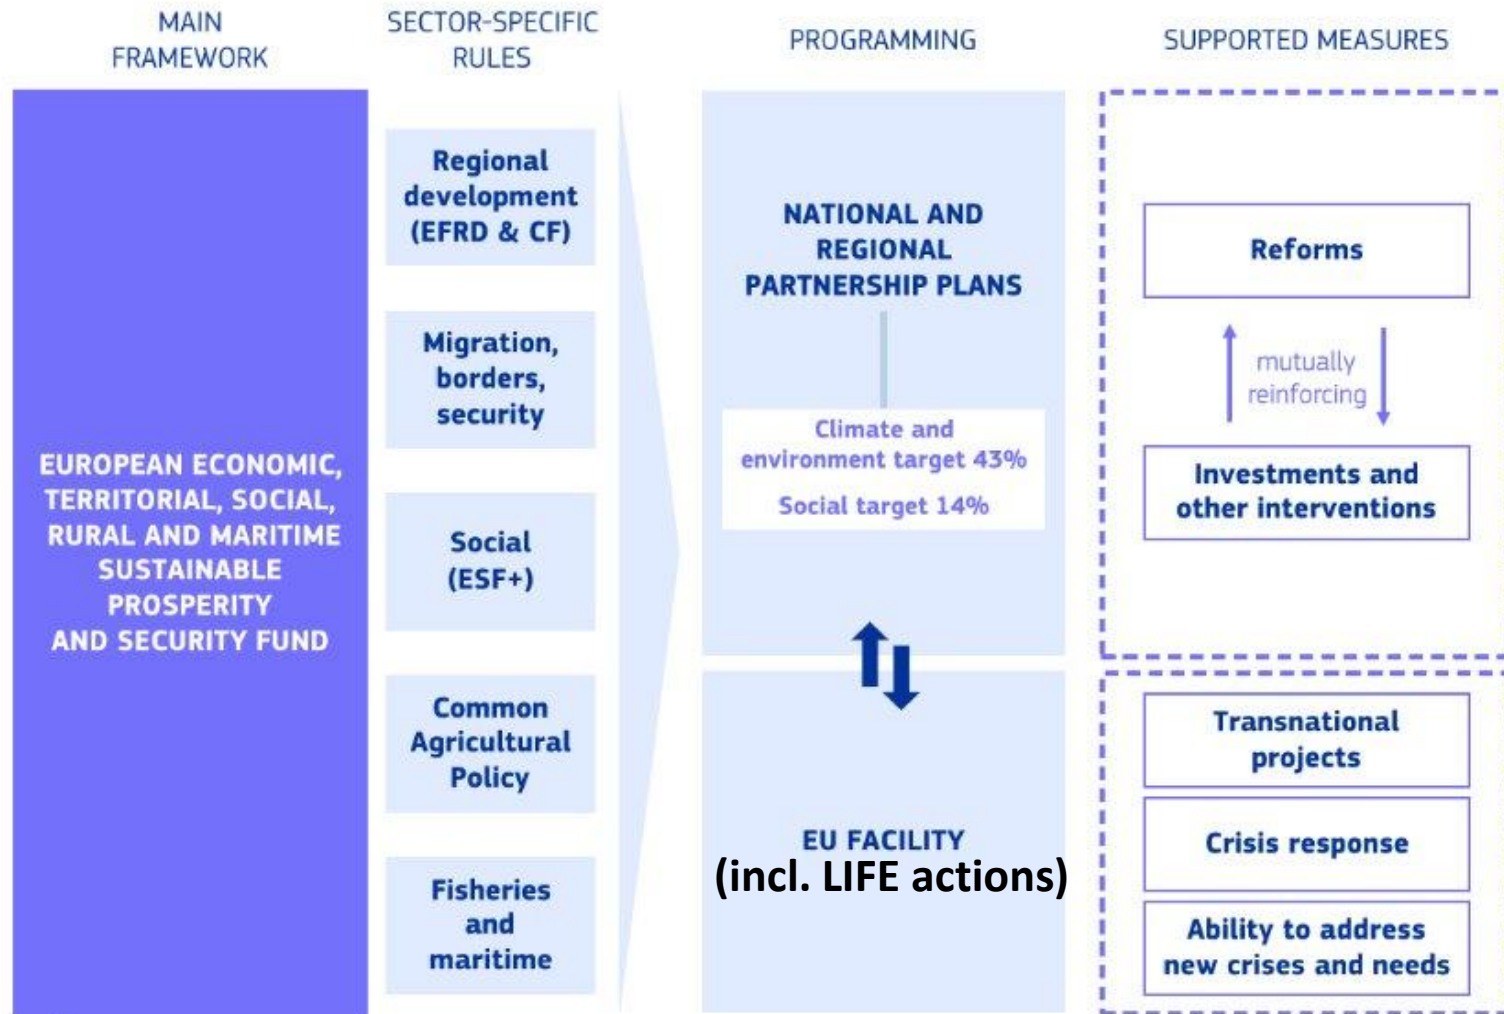 MAIN
FRAMEWORK
SECTOR-SPECIFIC
RULES
PROGRAMMING
SUPPORTED MEASURES
EUROPEAN ECONOMIC,
TERRITORIAL, SOCIAL,
RURAL AND MARITIME
SUSTAINABLE
PROSPERITY
AND SECURITY FUND
Regional
development
(EFRD & CF)
Migration,
borders,
security
Social
(ESF+)
Common
Agricultural
Policy
Fisheries
and
maritime
NATIONAL AND
REGIONAL
PARTNERSHIP PLANS
Climate and
environment target 43%
Social target 14%
EU FACILITY
(incl. LIFE actions)
Reforms
mutually
reinforcing
Investments and
other interventions
Transnational
projects
Crisis response
Ability to address
new crises and needs